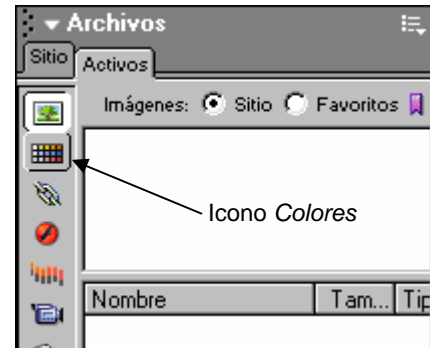 Archivos
Sitio Activos
Imágenes: Sitio Favoritos
Icono Colores
Nombre Tam... Tip